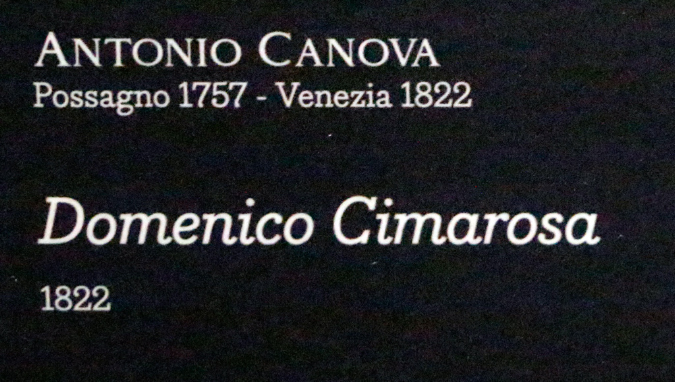 ANTONIO CANOVA
Possagno 1757 - Venezia 1822
Domenico Cimarosa
1822